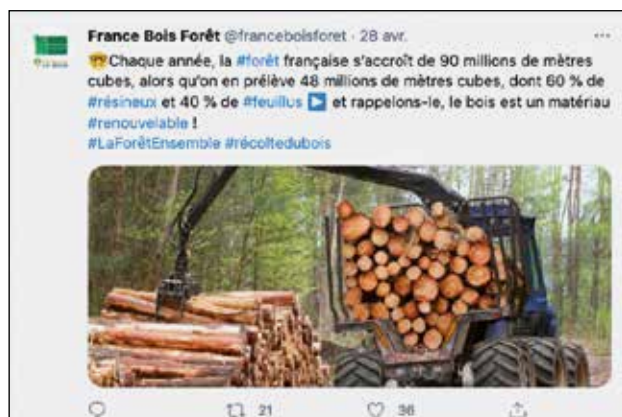 France Bois Forêt @franceboisforet · 28 avr.
🤓Chaque année, la #forêt française s'accroît de 90 millions de mètres
cubes, alors qu'on en prélève 48 millions de mètres cubes, dont 60 % de
#résineux et 40 % de #feuillus ▶️ et rappelons-le, le bois est un matériau
#renouvelable !
#LaForêtEnsemble #récoltedubois
21 36